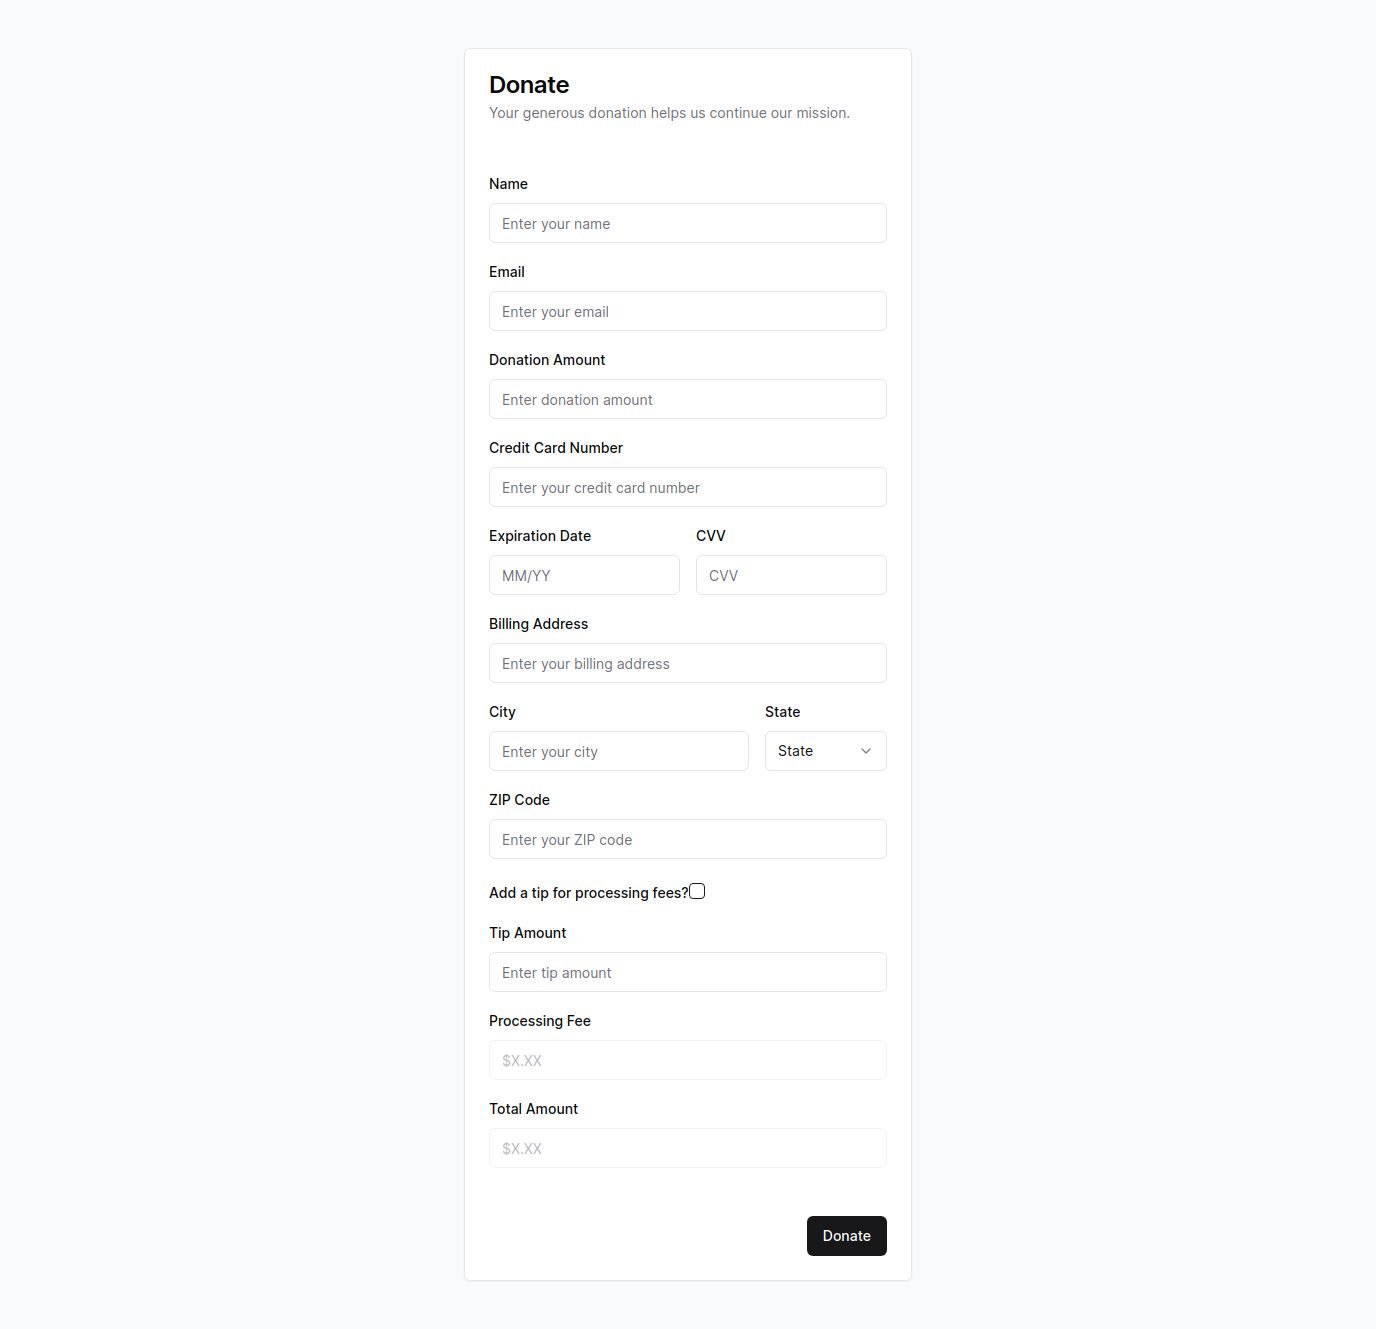 Donate
Your generous donation helps us continue our mission.
Name
Enter your name
Email
Enter your email
Donation Amount
Enter donation amount
Credit Card Number
Enter your credit card number
Expiration Date CVV
MM/YY CVV
Billing Address
Enter your billing address
City State
Enter your city State
ZIP Code
Enter your ZIP code
Add a tip for processing fees?
Tip Amount
Enter tip amount
Processing Fee
$X.XX
Total Amount
$X.XX
Donate